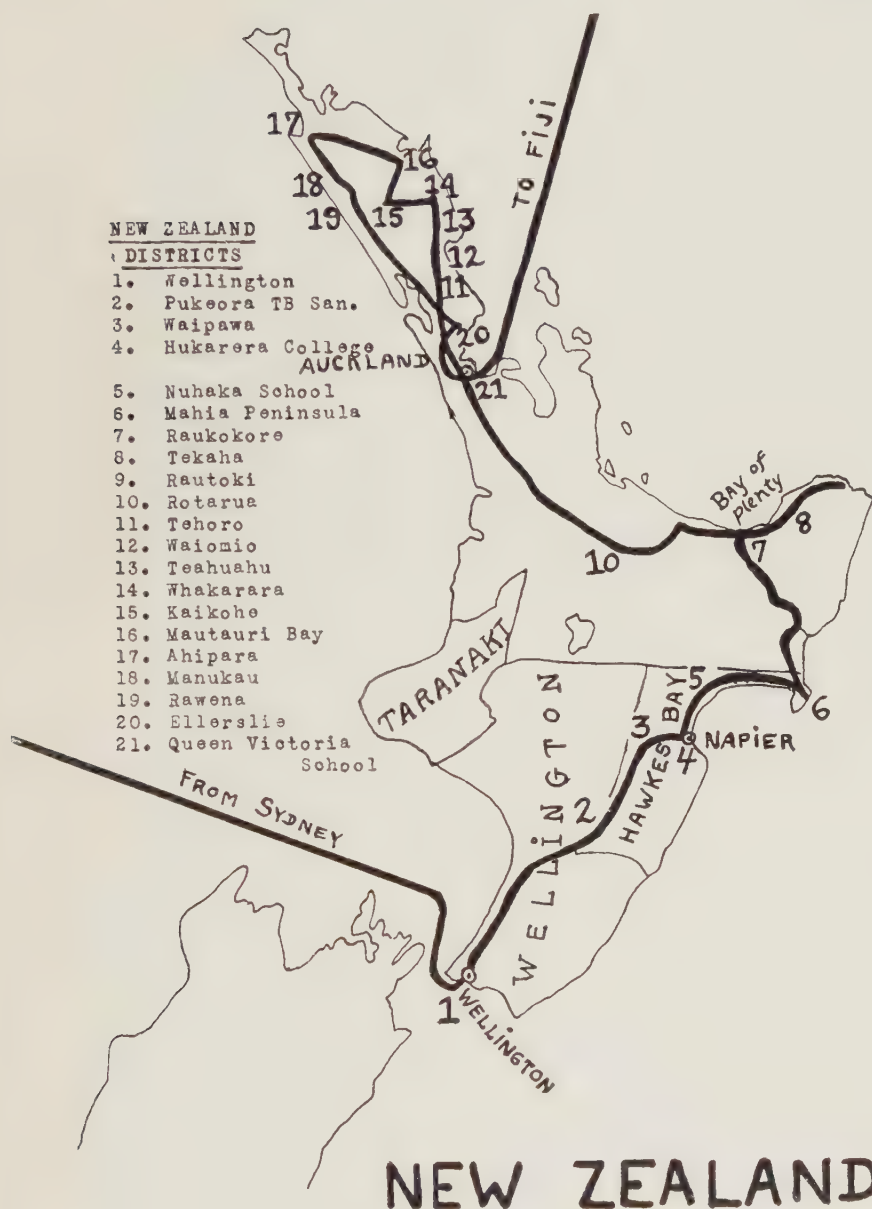 17
16
18
14
15
19
13
12
11
TO FIJI
NEW ZEALAND
DISTRICTS
1. Wellington
2. Pukeora TB San.
3. Waipawa
4. Hukarera College
5. Nuhaka School
6. Mahia Peninsula
7. Raukokore
8. Tekaha
9. Rautoki
10. Rotarua
11. Tehoro
12. Waiomio
13. Teahuahu
14. Whakarara
15. Kaikohe
16. Mautauri Bay
17. Ahipara
18. Manukau
19. Rawena
20. Ellerslie
21. Queen Victoria
School
20
AUCKLAND
21
BAY of
plenty
8
7
10
TARANAKI
WELLINGTON
5
6
3
HAWKES BAY
4
NAPIER
2
FROM SYDNEY
1
WELLINGTON
NEW ZEALAND